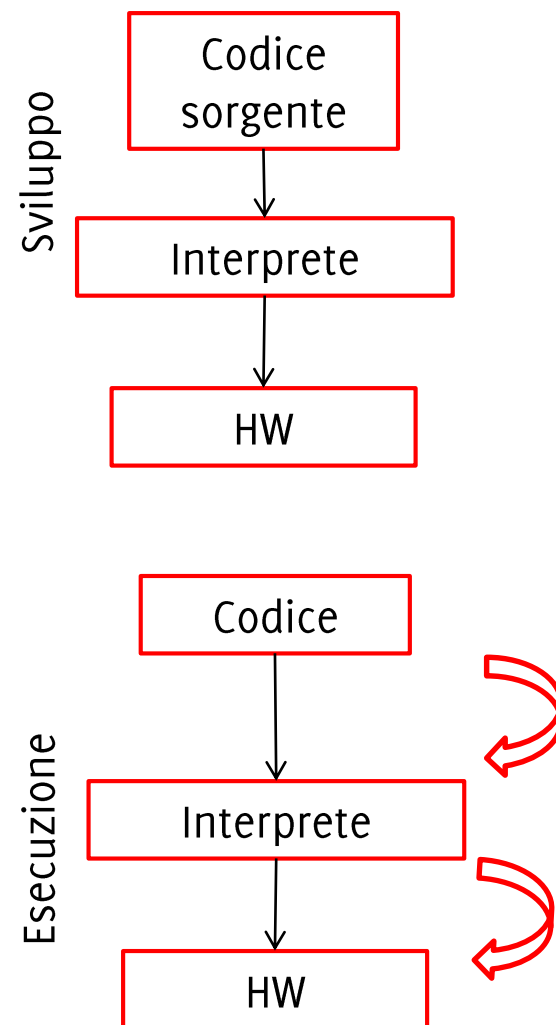 Sviluppo
Codice
sorgente
Interprete
HW
Esecuzione
Codice
Interprete
HW